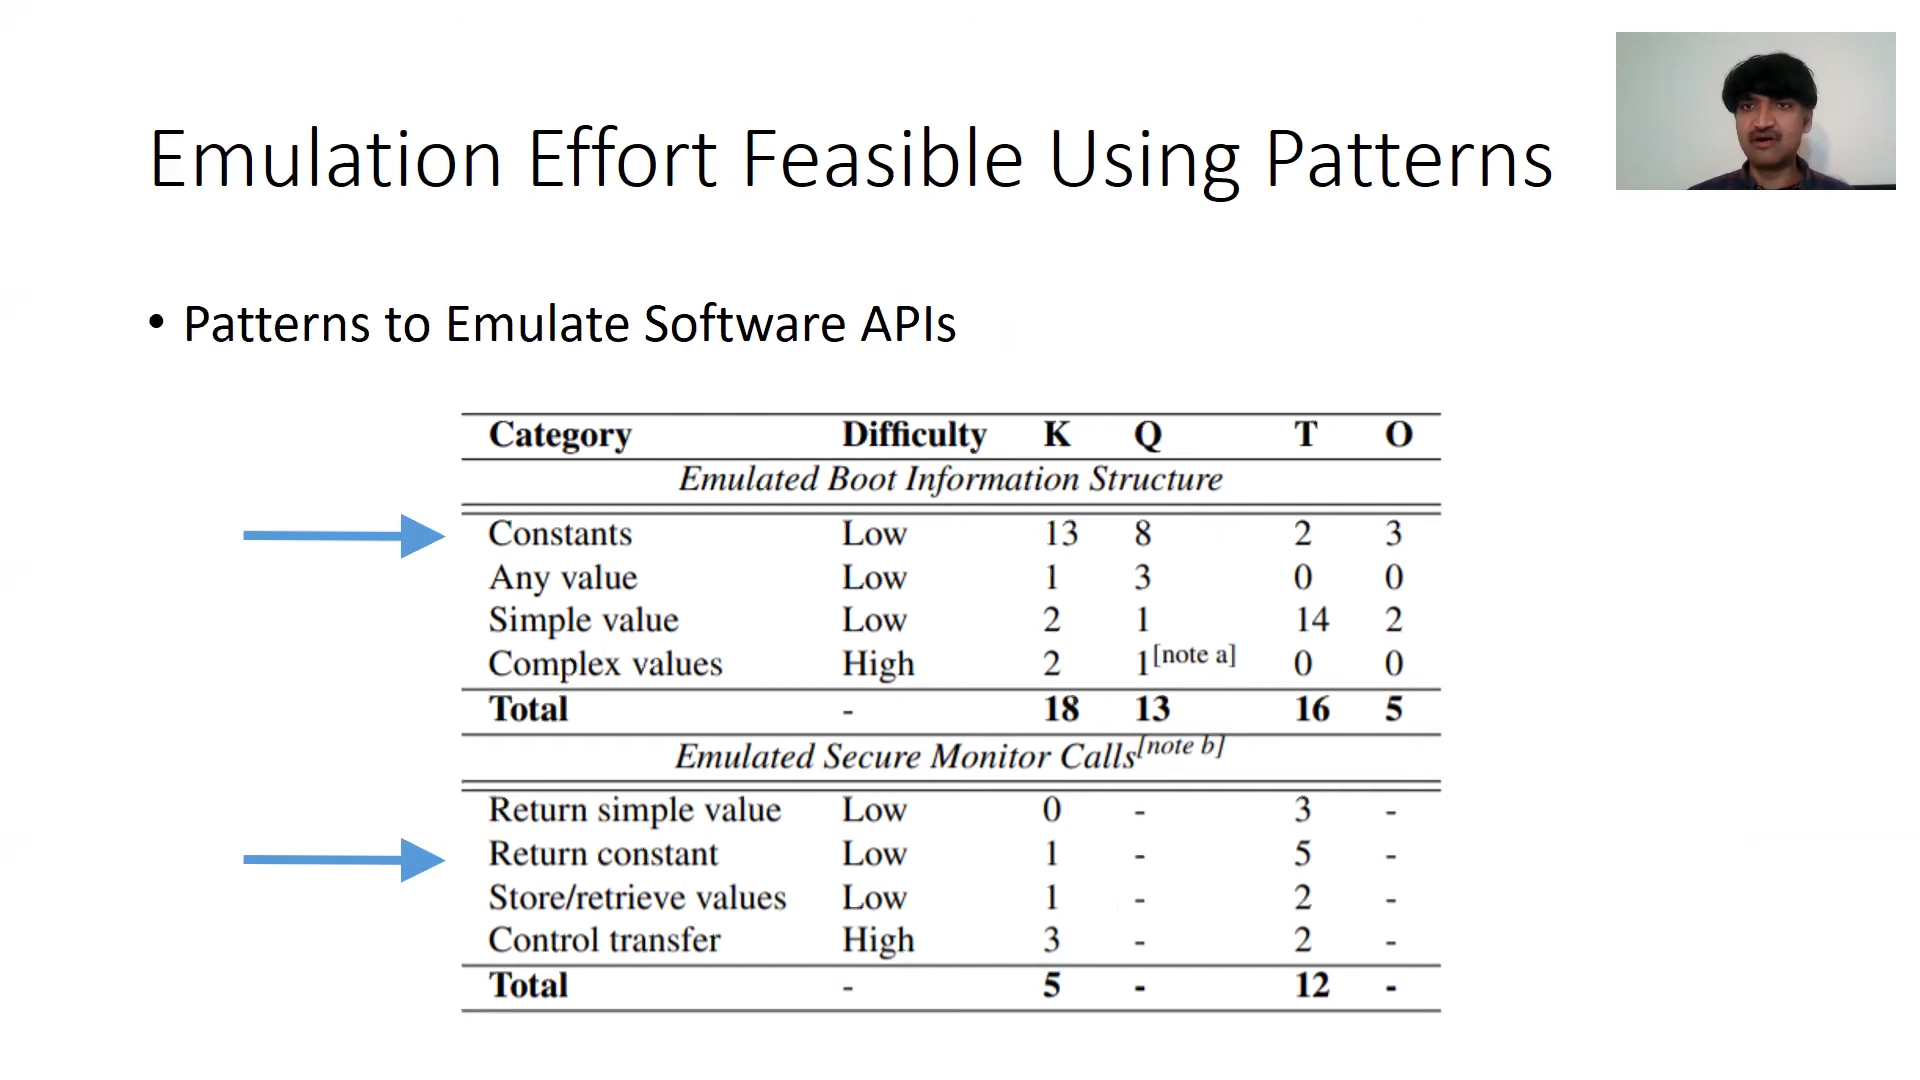 Emulation Effort Feasible Using Patterns
• Patterns to Emulate Software APIs
Category Difficulty K Q T O
Emulated Boot Information Structure
Constants Low 13 8 2 3
Any value Low 1 3 0 0
Simple value Low 2 1 14 2
Complex values High 2 1[note a] 0 0
Total - 18 13 16 5
Emulated Secure Monitor Calls[note b]
Return simple value Low 0 - 3 -
Return constant Low 1 - 5 -
Store/retrieve values Low 1 - 2 -
Control transfer High 3 - 2 -
Total - 5 - 12 -